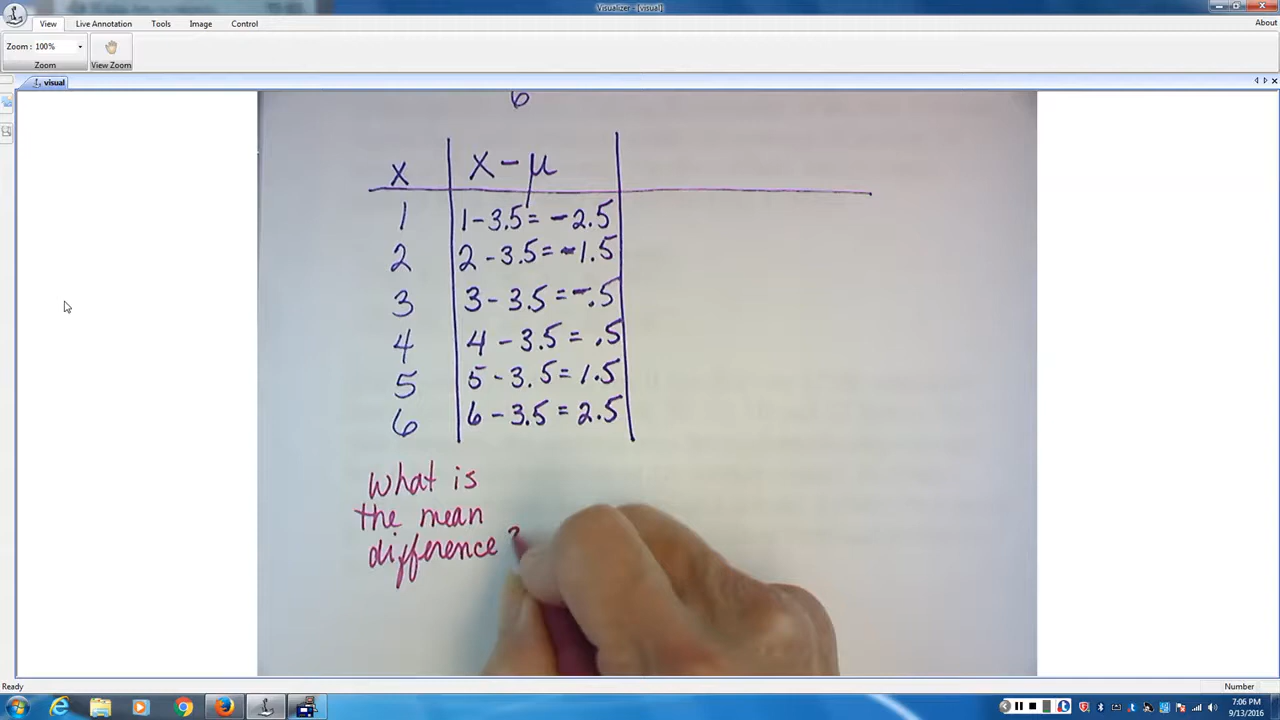 Visualizer - [visual]
View Live Annotation Tools Image Control About
Zoom : 100%
Zoom View Zoom
visual
6
x x - μ
1 1 - 3.5 = -2.5
2 2 - 3.5 = -1.5
3 3 - 3.5 = -.5
4 4 - 3.5 = .5
5 5 - 3.5 = 1.5
6 6 - 3.5 = 2.5
What is
the mean
difference ?
Ready Number
7:06 PM
9/13/2016